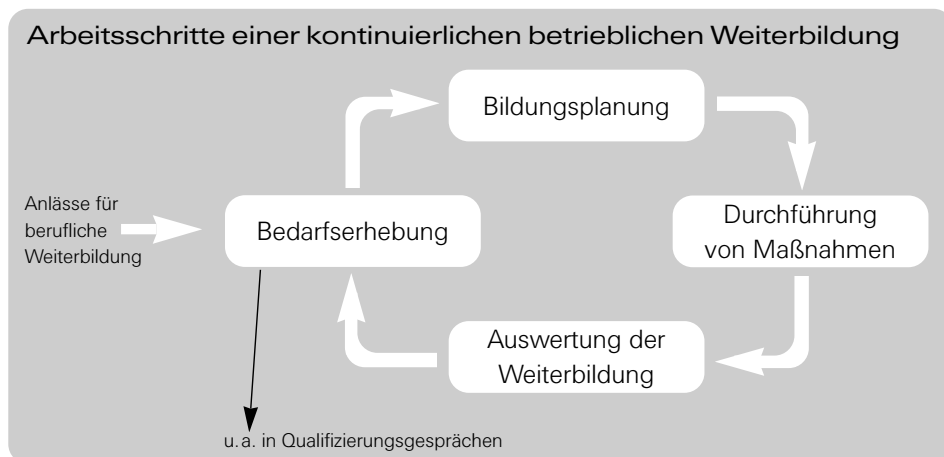 Arbeitsschritte einer kontinuierlichen betrieblichen Weiterbildung
Bildungsplanung
Anlässe für
berufliche
Weiterbildung
Bedarfserhebung
Durchführung
von Maßnahmen
Auswertung der
Weiterbildung
u.a. in Qualifizierungsgesprächen